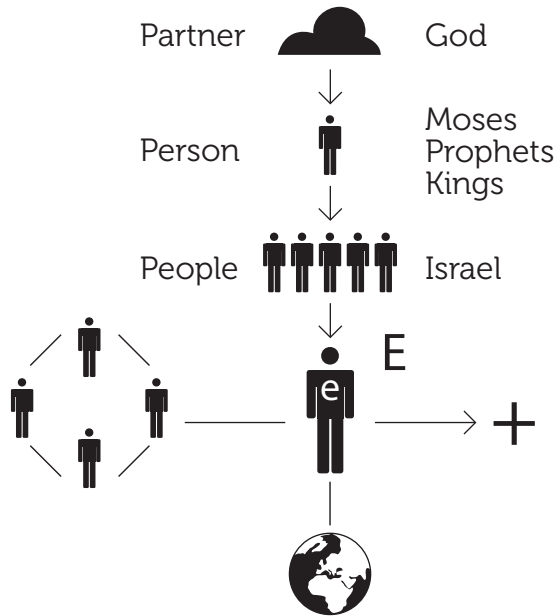 Partner God
Person Moses
Prophets
Kings
People Israel
E
e
+